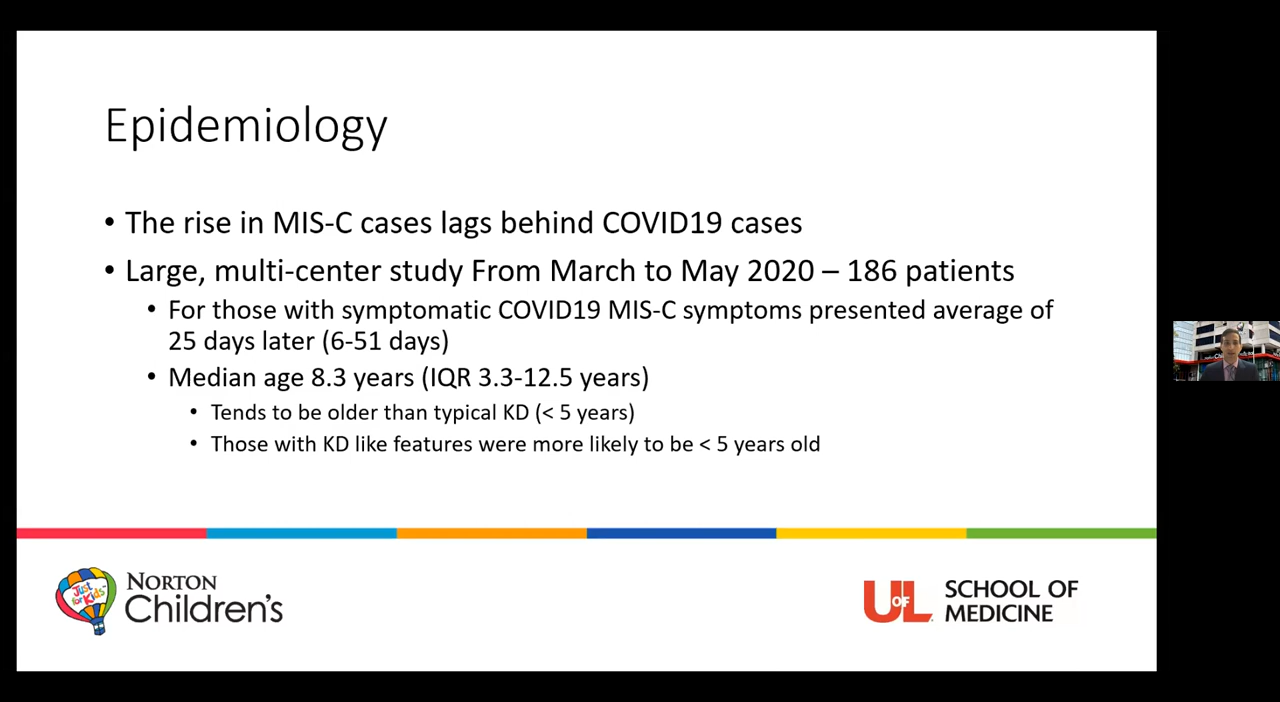 Epidemiology
• The rise in MIS-C cases lags behind COVID19 cases
• Large, multi-center study From March to May 2020 – 186 patients
• For those with symptomatic COVID19 MIS-C symptoms presented average of
25 days later (6-51 days)
• Median age 8.3 years (IQR 3.3-12.5 years)
• Tends to be older than typical KD (< 5 years)
• Those with KD like features were more likely to be < 5 years old
Just
for Kids
NORTON
Children's
UOFL
SCHOOL OF
MEDICINE